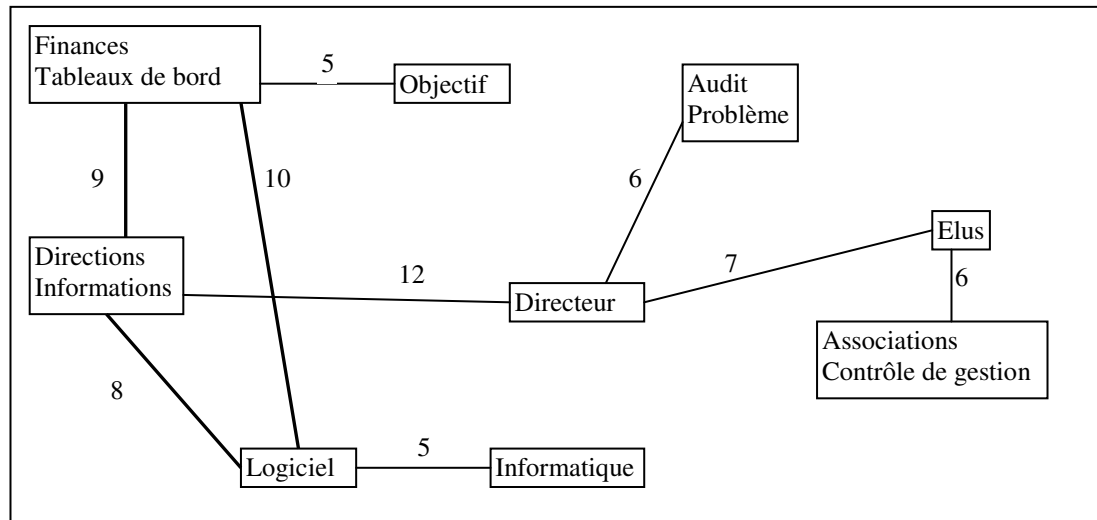 Finances
Tableaux de bord
5
Objectif
Audit
Problème
9
10
6
Elus
Directions
Informations
12
7
6
Directeur
Associations
Contrôle de gestion
8
5
Logiciel
Informatique